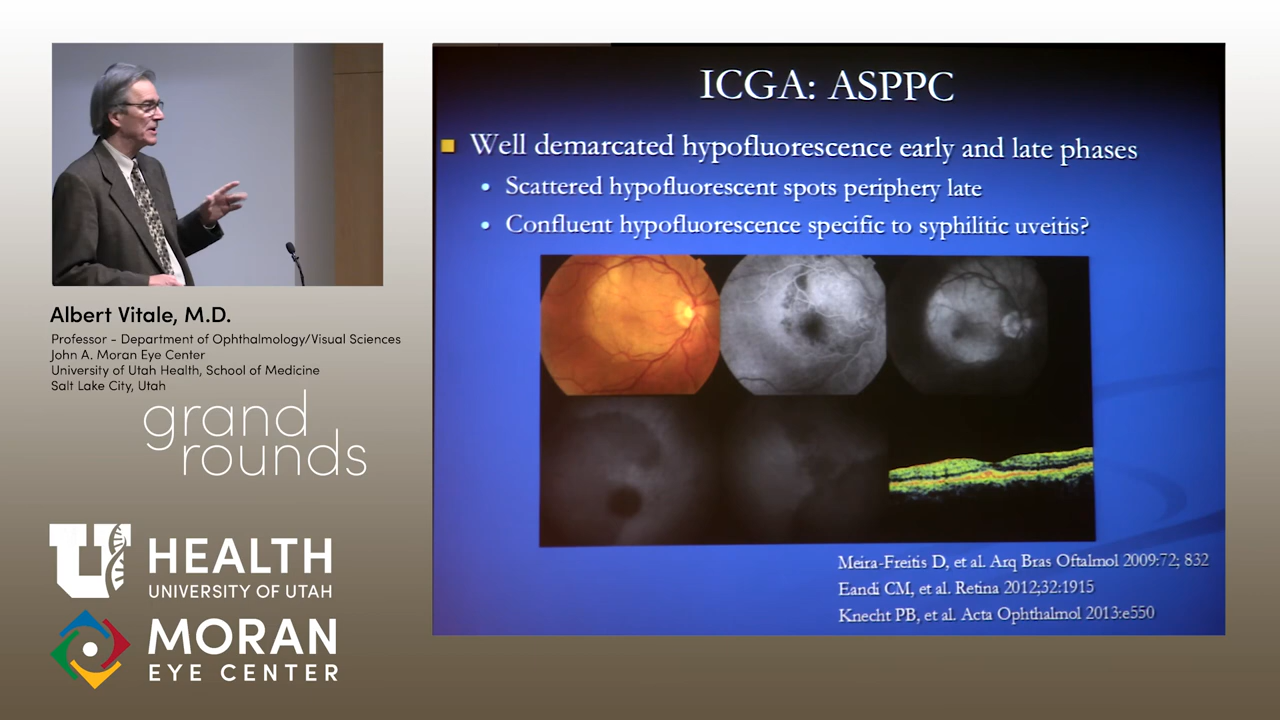 Albert Vitale, M.D.
Professor - Department of Ophthalmology/Visual Sciences
John A. Moran Eye Center
University of Utah Health, School of Medicine
Salt Lake City, Utah
grand
rounds
U HEALTH
UNIVERSITY OF UTAH
MORAN
EYE CENTER
ICGA: ASPPC
Well demarcated hypofluorescence early and late phases
Scattered hypofluorescent spots periphery late
Confluent hypofluorescence specific to syphilitic uveitis?
Meira-Freitis D, et al. Arq Bras Oftalmol 2009:72; 832
Eandi CM, et al. Retina 2012;32:1915
Knecht PB, et al. Acta Ophthalmol 2013:e550